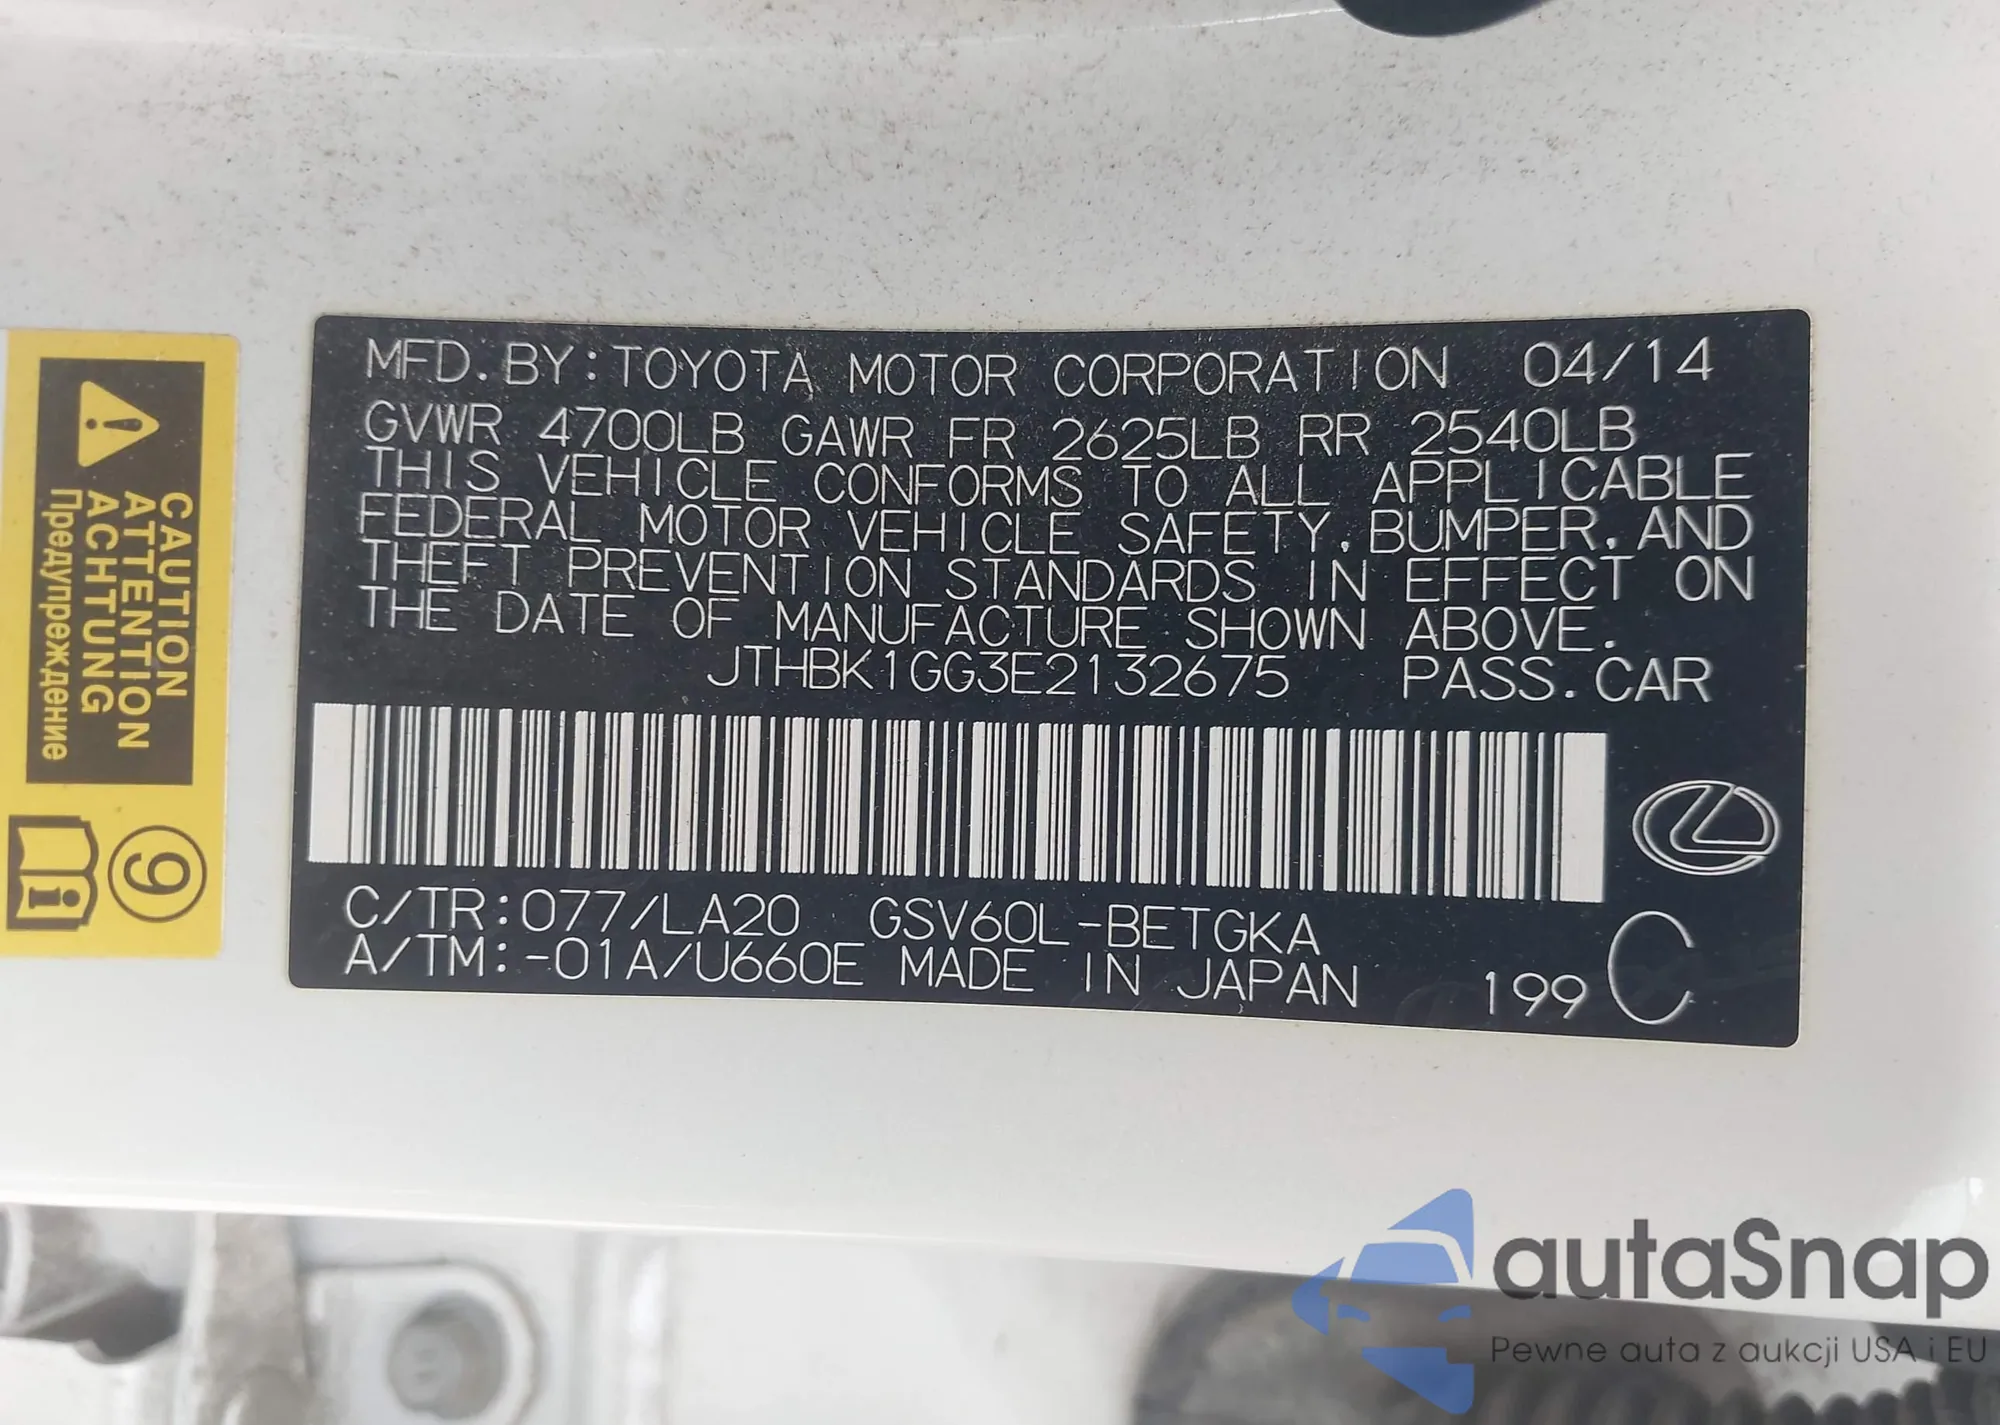 MFD.BY:TOYOTA MOTOR CORPORATION 04/14
GVWR 4700LB GAWR FR 2625LB RR 2540LB
THIS VEHICLE CONFORMS TO ALL APPLICABLE
FEDERAL MOTOR VEHICLE SAFETY,BUMPER,AND
THEFT PREVENTION STANDARDS IN EFFECT ON
THE DATE OF MANUFACTURE SHOWN ABOVE.
JTHBK1GG3E2132675 PASS.CAR
C/TR:077/LA20 GSV60L-BETGKA
A/TM:-01A/U660E MADE IN JAPAN 199 C
CAUTION
ATTENTION
ACHTUNG
Предупреждение
9
autaSnap
Pewne auta z aukcji USA i EU